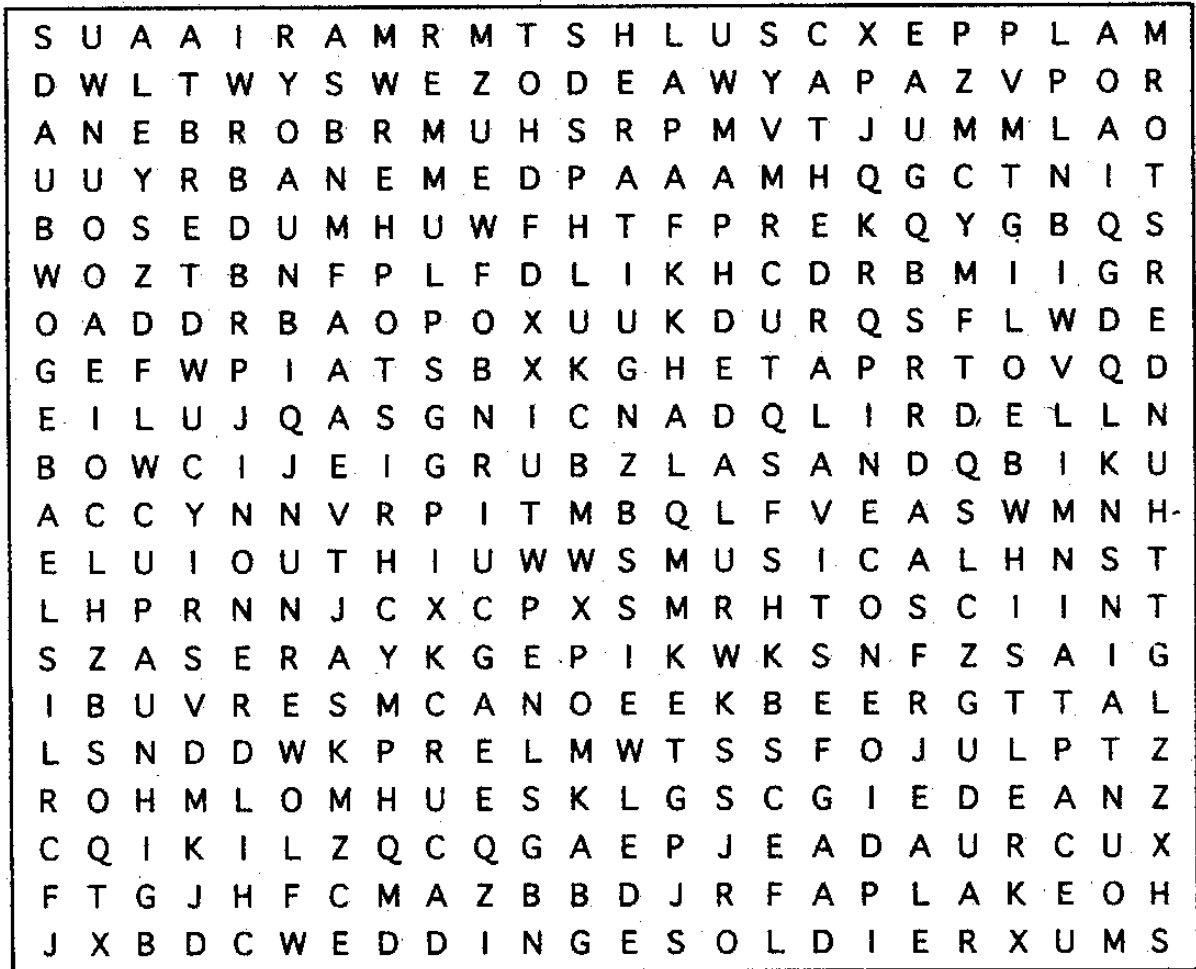 S U A A I R A M R M T S H L U S C X E P P L A M
D W L T W Y S W E Z O D E A W Y A P A Z V P O R
A N E B R O B R M U H S R P M V T J U M M L A O
U U Y R B A N E M E D P A A A M H Q G C T N I T
B O S E D U M H U W F H T F P R E K Q Y G B Q S
W O Z T B N F P L F D L I K H C D R B M I I G R
O A D D R B A O P O X U U K D U R Q S F L W D E
G E F W P I A T S B X K G H E T A P R T O V Q D
E I L U J Q A S G N I C N A D Q L I R D E L L N
B O W C I J E I G R U B Z L A S A N D Q B I K U
A C C Y N N V R P I T M B Q L F V E A S W M N H
E L U I O U T H I U W W S M U S I C A L H N S T
L H P R N N J C X C P X S M R H T O S C I I N T
S Z A S E R A Y K G E P I K W K S N F Z S A I G
I B U V R E S M C A N O E E K B E E R G T T A L
L S N D D W K P R E L M W T S S F O J U L P T Z
R O H M L O M H U E S K L G S C G I E D E A N Z
C Q I K I L Z Q C Q G A E P J E A D A U R C U X
F T G J H F C M A Z B B D J R F A P L A K E O H
J X B D C W E D D I N G E S O L D I E R X U M S